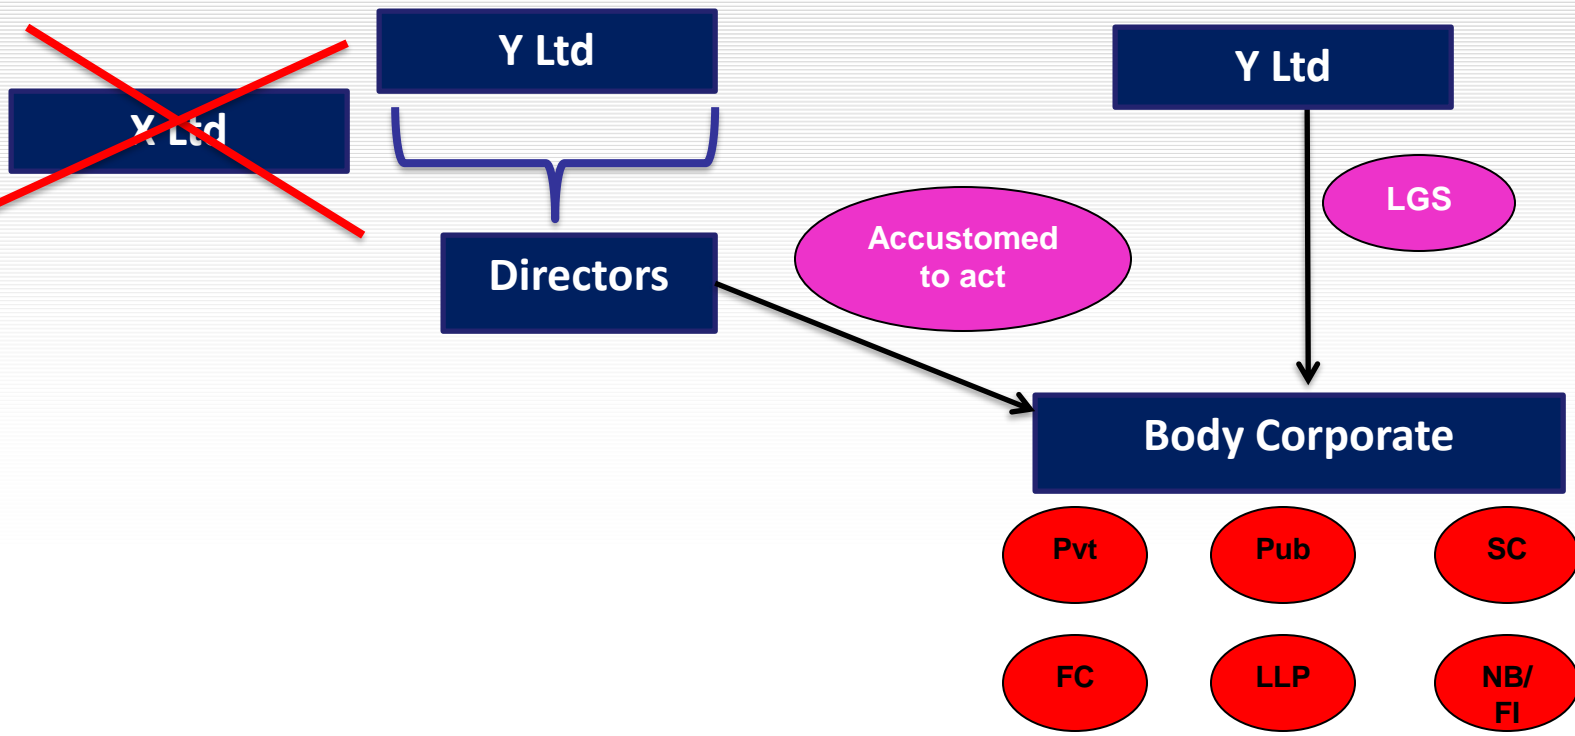 Y Ltd
Y Ltd
X Ltd
LGS
Accustomed
to act
Directors
Body Corporate
Pvt
Pub
SC
FC
LLP
NB/
FI